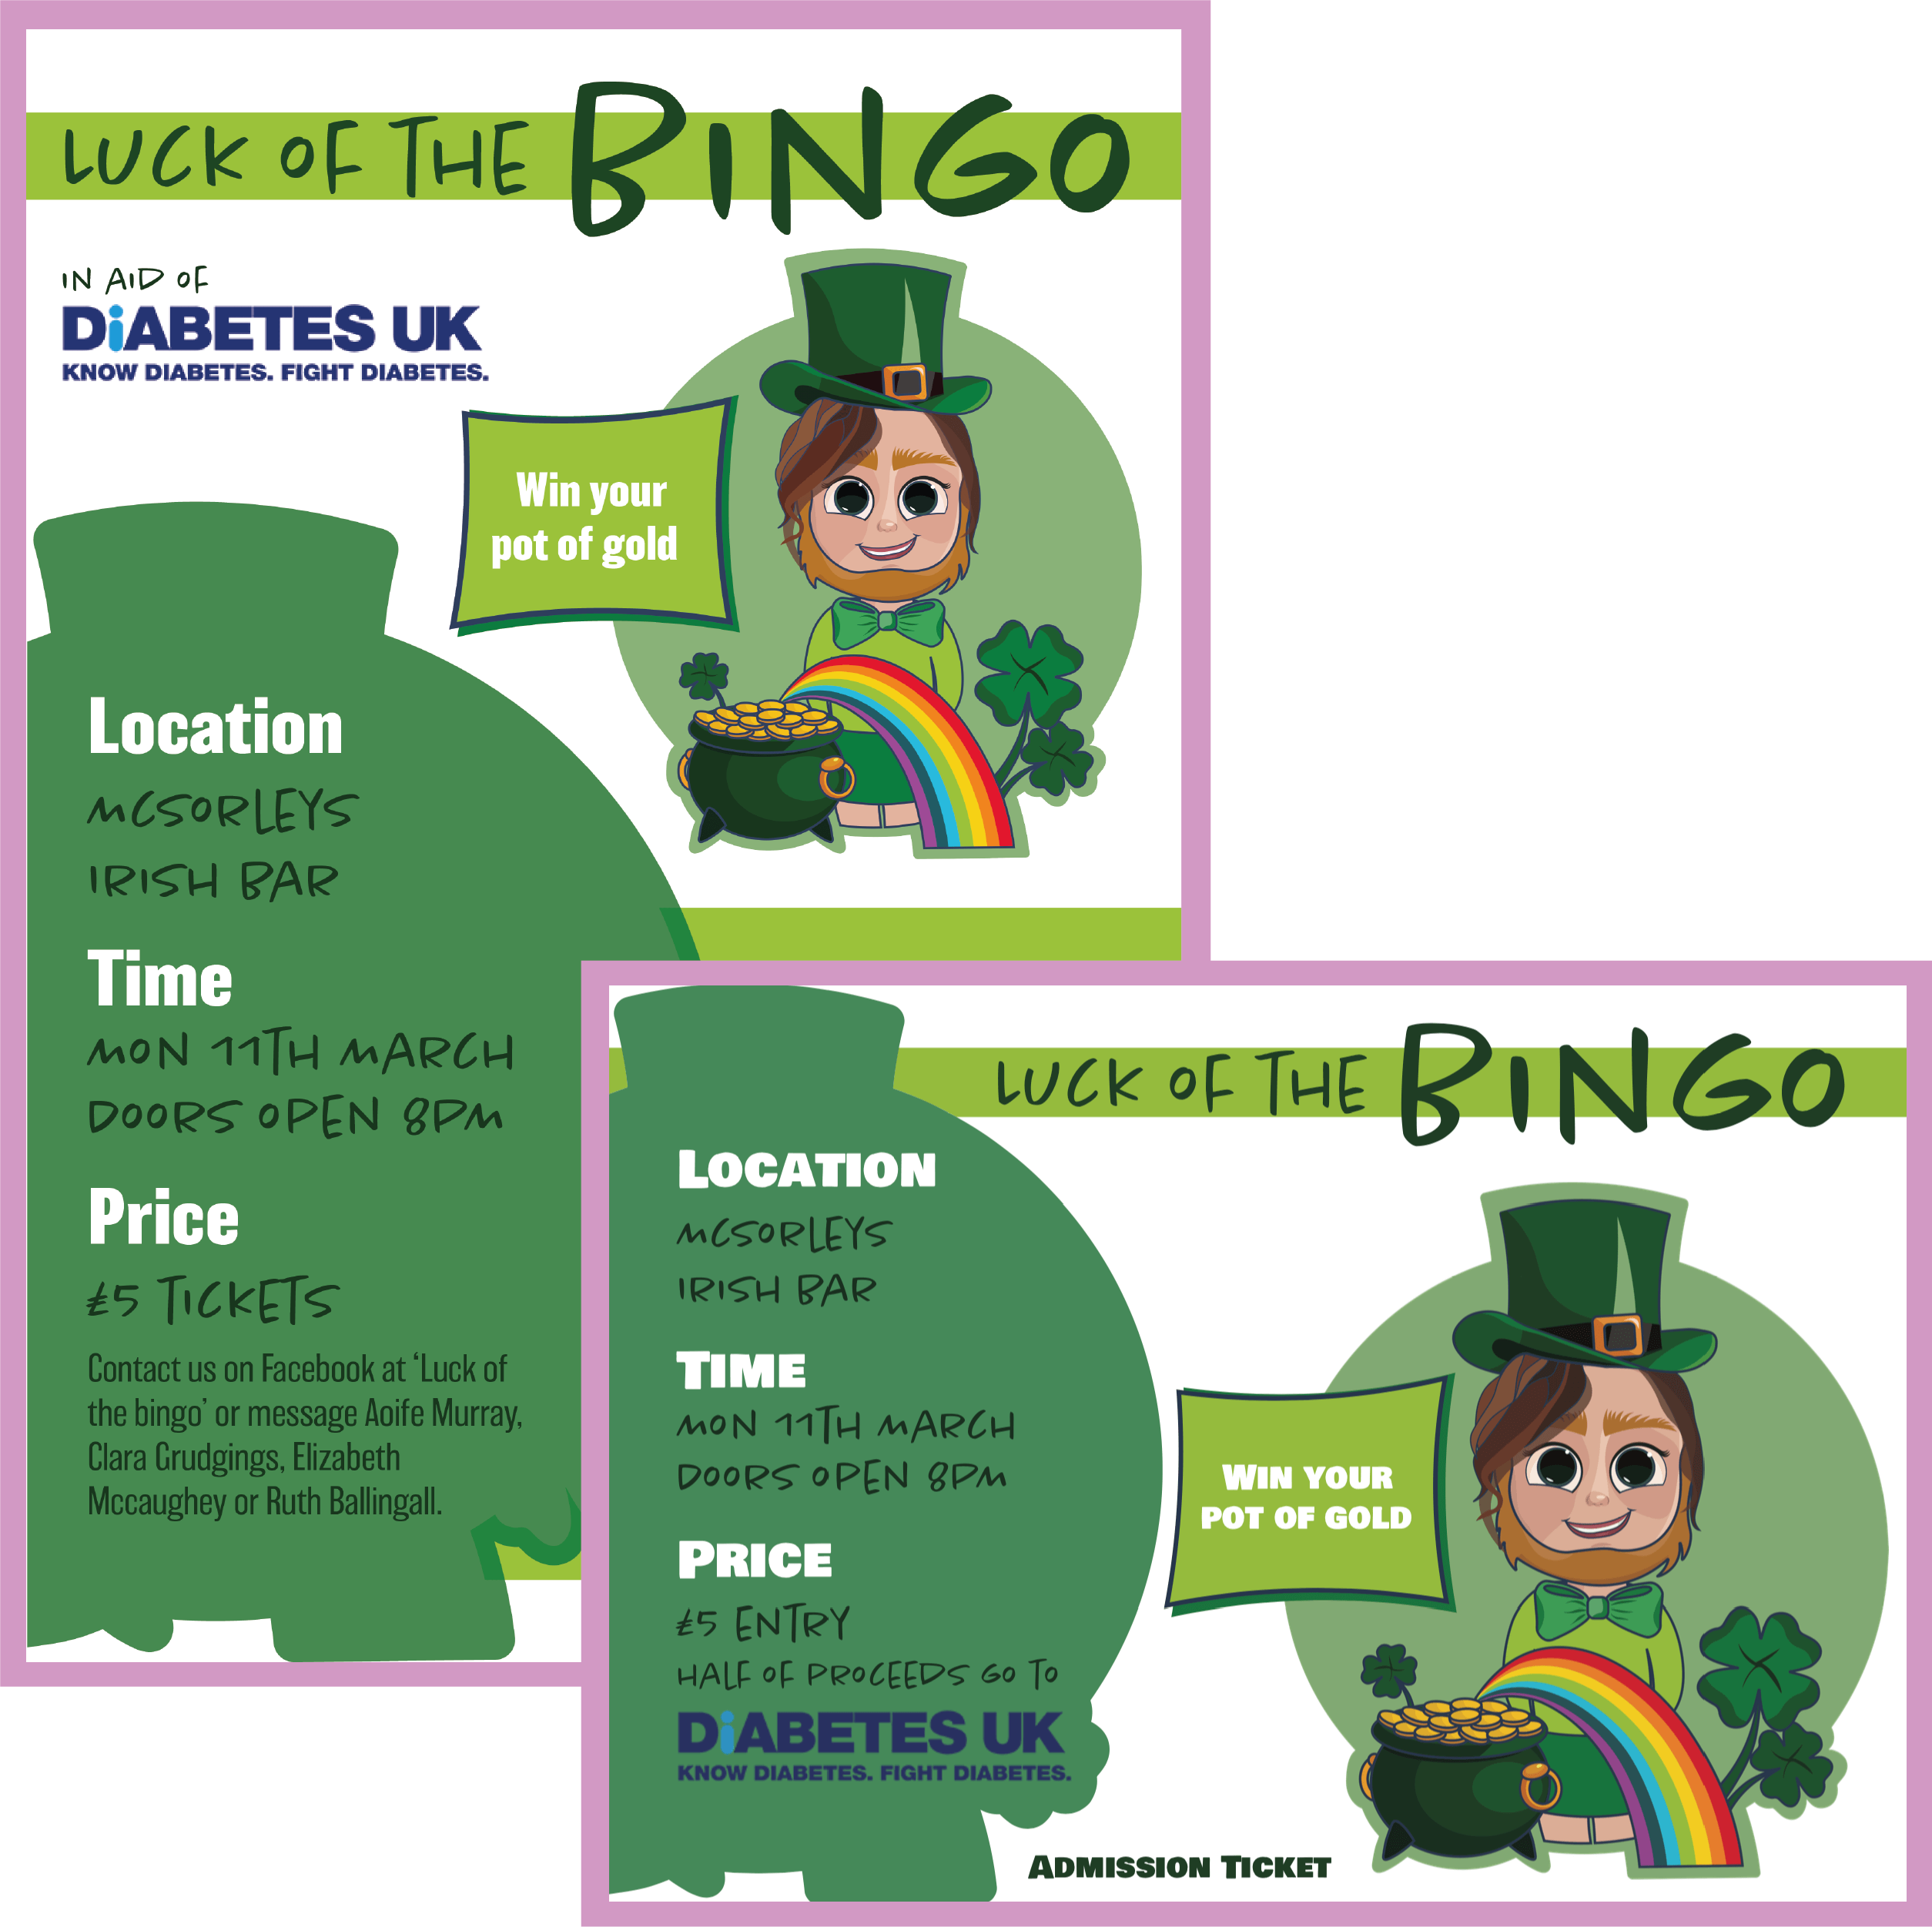 LUCK OF THE BINGO
IN AID OF
DiABETES UK
KNOW DIABETES. FIGHT DIABETES.
Win your
pot of gold
Location
MCSORLEYS
IRISH BAR
Time
MON 11TH MARCH
DOORS OPEN 8PM
Price
£5 TICKETS
Contact us on Facebook at ‘Luck of
the bingo’ or message Aoife Murray,
Clara Grudgings, Elizabeth
Mccaughey or Ruth Ballingall.
LUCK OF THE BINGO
LOCATION
MCSORLEYS
IRISH BAR
TIME
MON 11TH MARCH
DOORS OPEN 8PM
PRICE
£5 ENTRY
HALF OF PROCEEDS GO TO
DiABETES UK
KNOW DIABETES. FIGHT DIABETES.
WIN YOUR
POT OF GOLD
ADMISSION TICKET